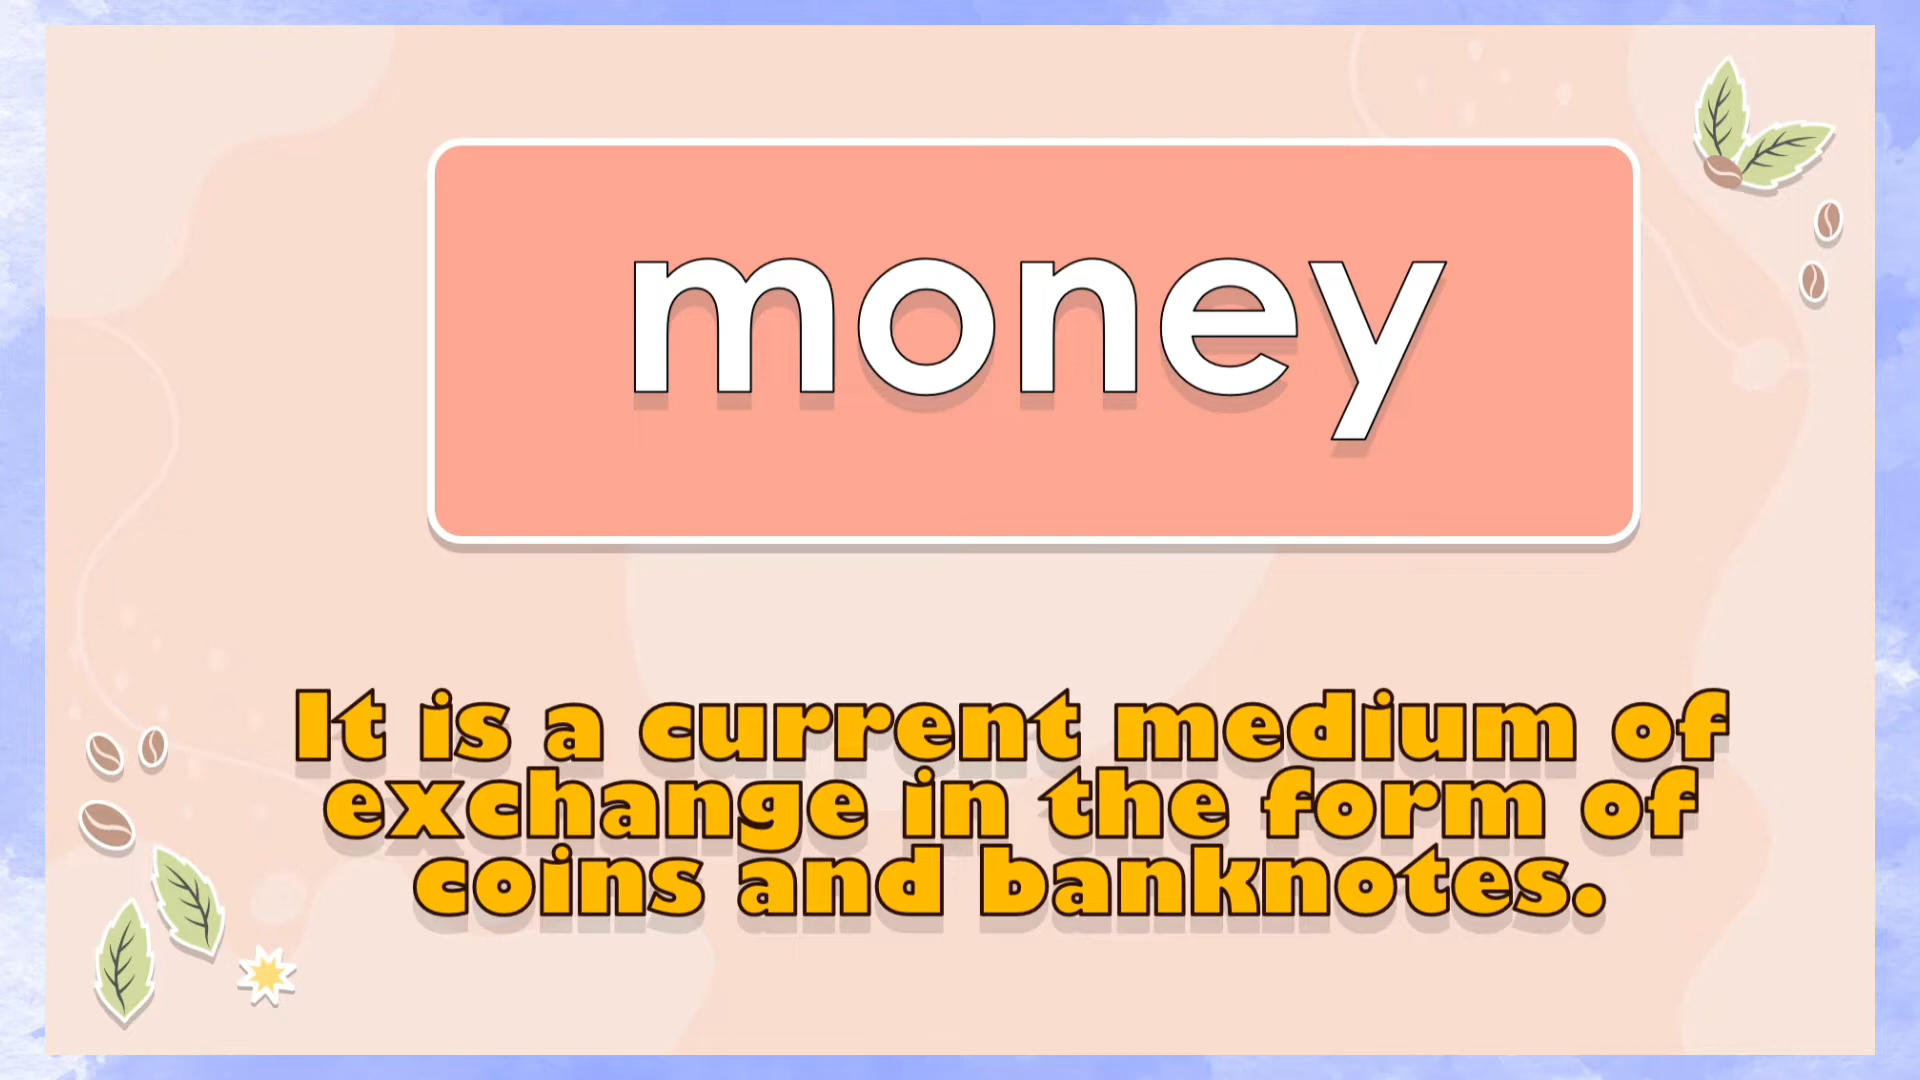 money
It is a current medium of
exchange in the form of
coins and banknotes.